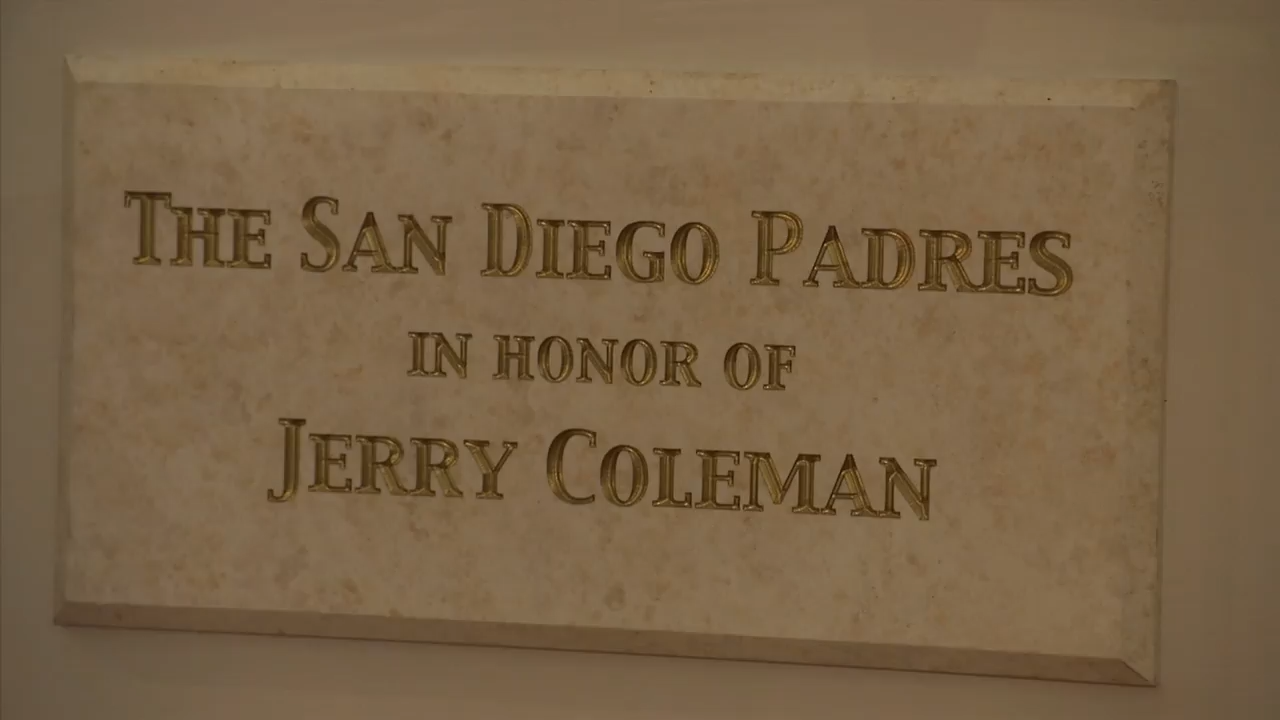 THE SAN DIEGO PADRES
IN HONOR OF
JERRY COLEMAN